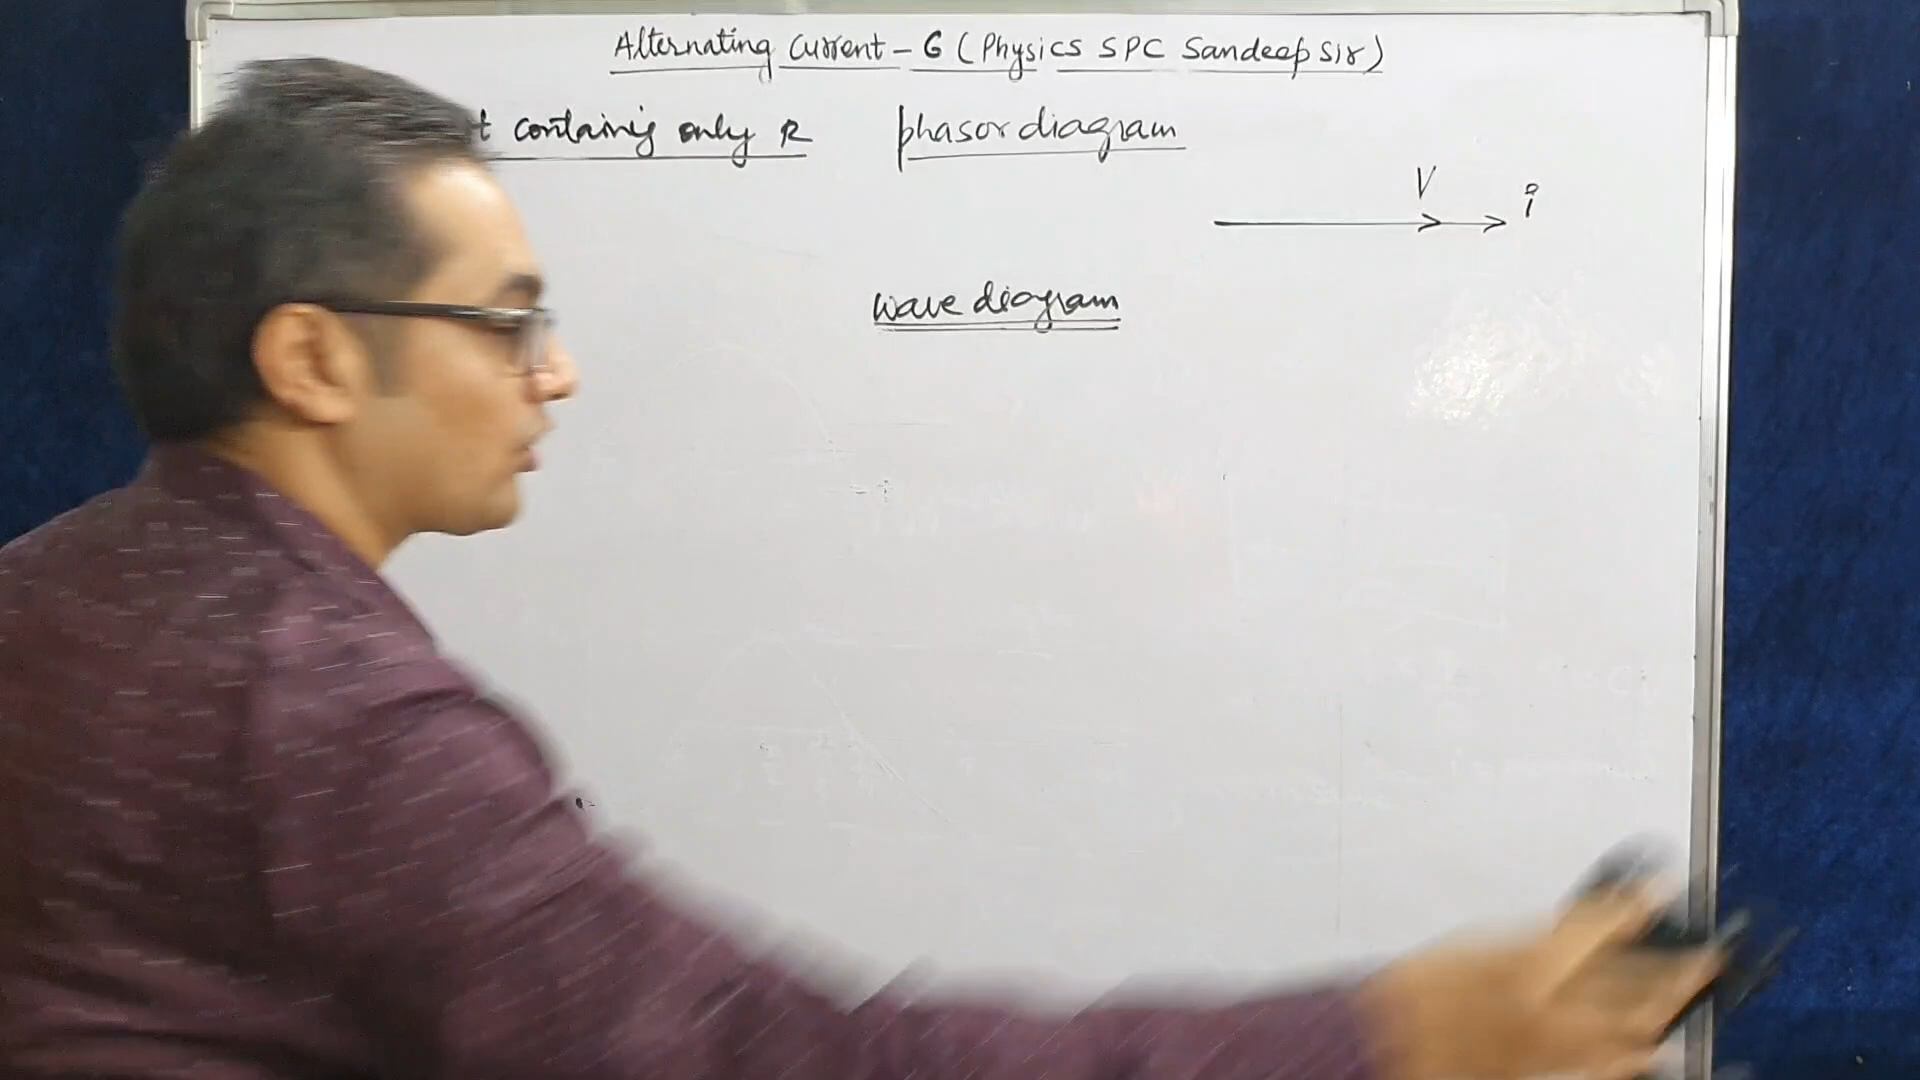 Alternating Current - 6 (Physics SPC Sandeep Sir)
t containing only R
phasor diagram
V
i
wave diagram